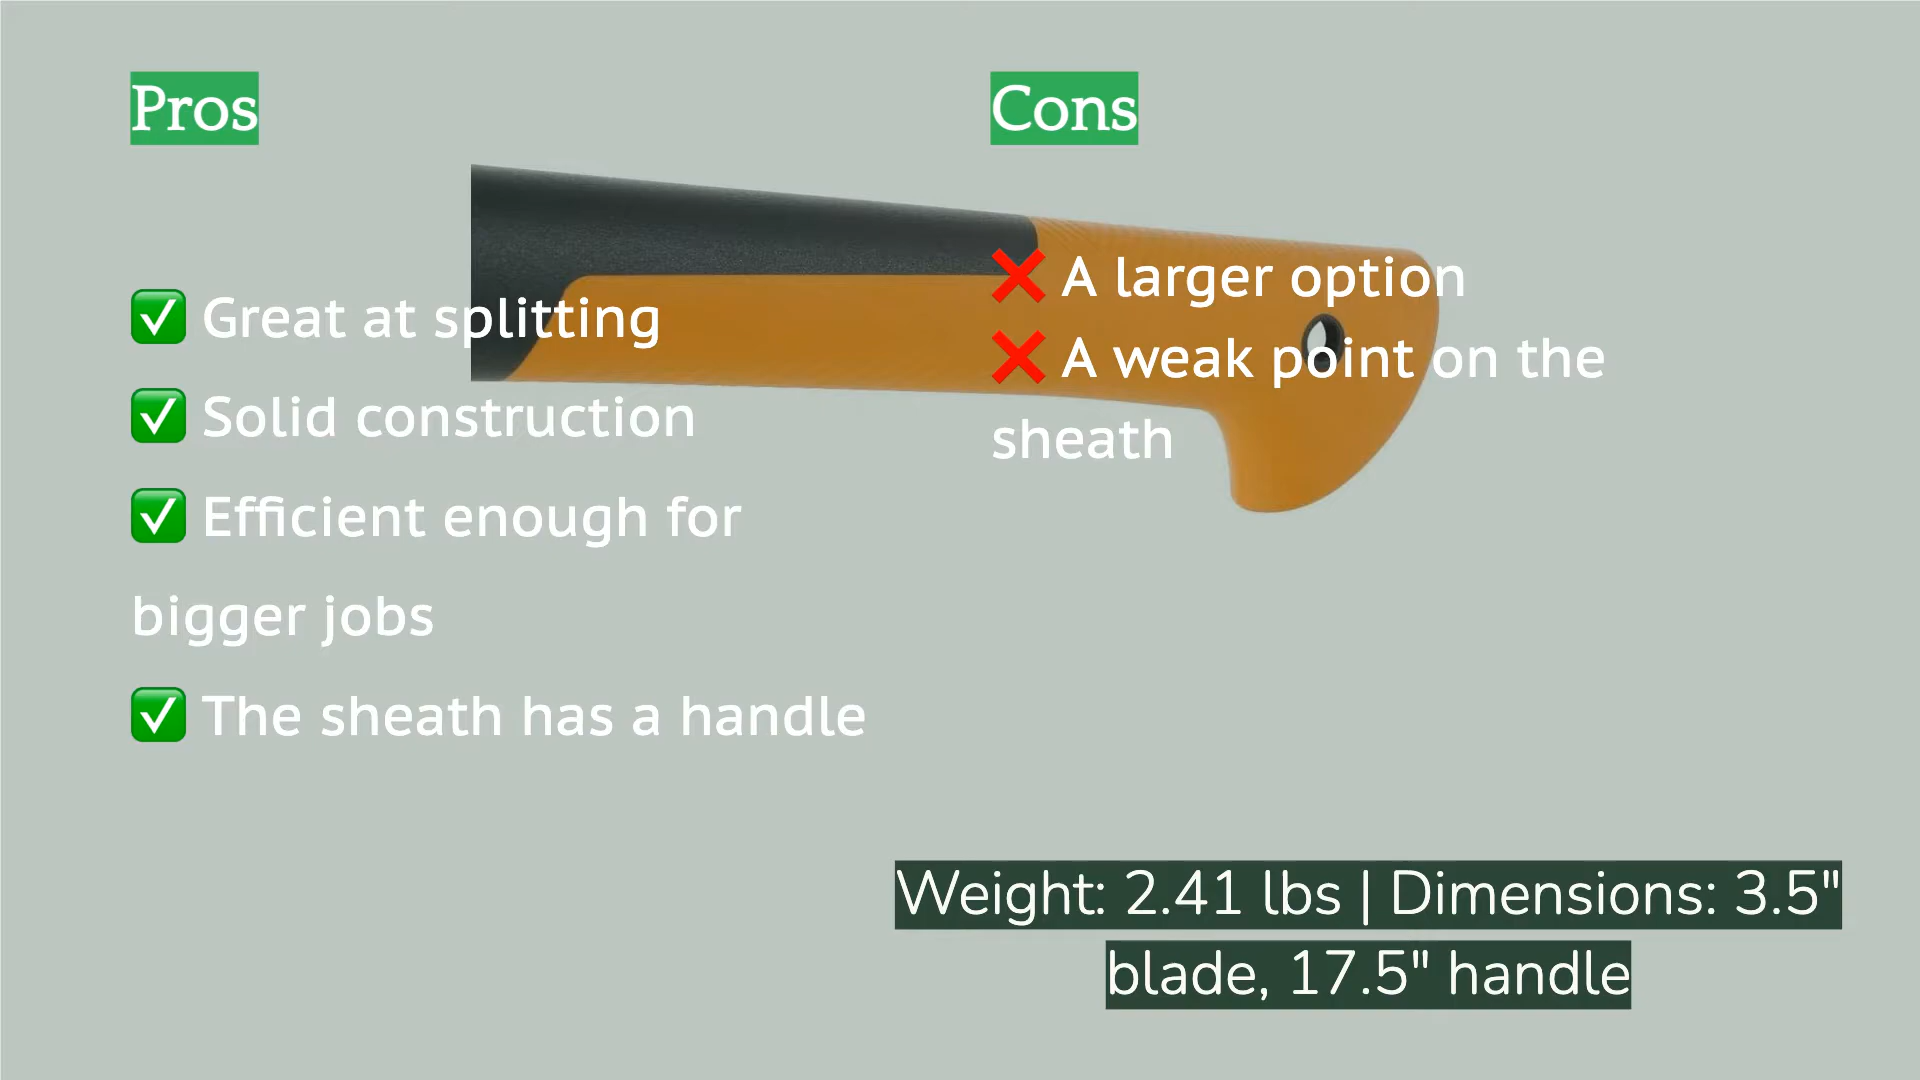 Pros
✅ Great at splitting
✅ Solid construction
✅ Efficient enough for
bigger jobs
✅ The sheath has a handle
Cons
❌ A larger option
❌ A weak point on the
sheath
Weight: 2.41 lbs | Dimensions: 3.5"
blade, 17.5" handle